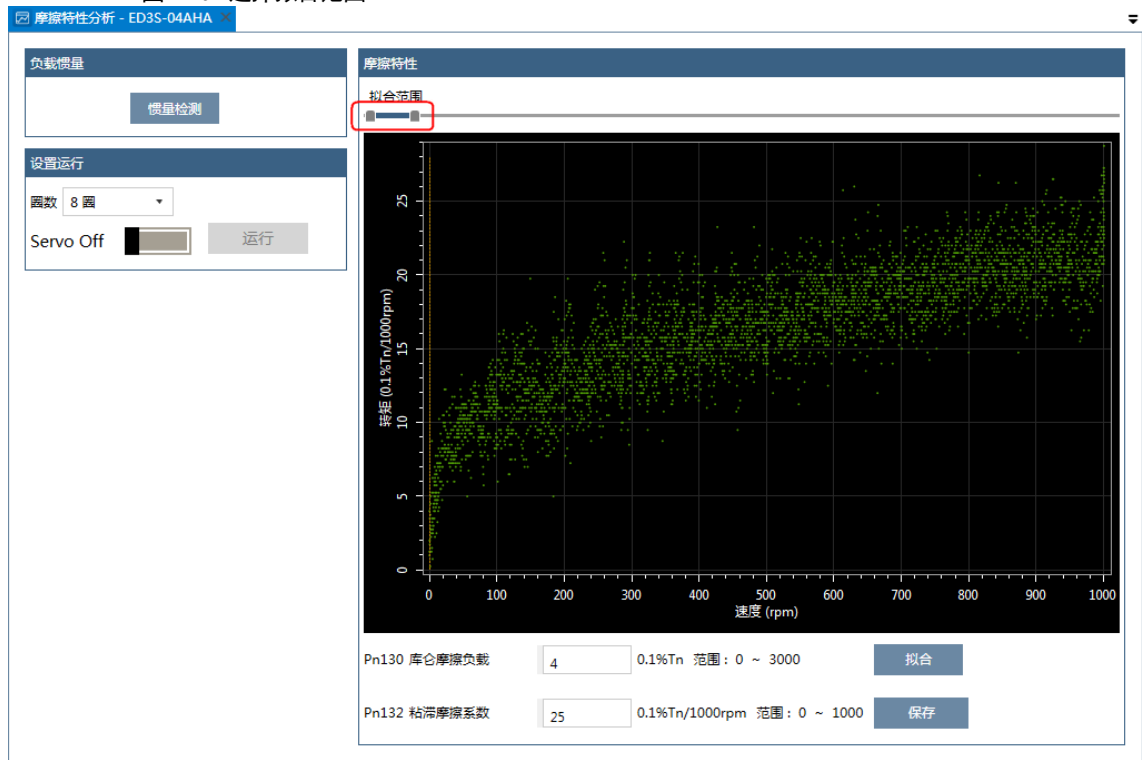 摩擦特性分析 - ED3S-04AHA ×
负载惯量
惯量检测
设置运行
圈数 8 圈
Servo Off 运行
摩擦特性
拟合范围
转矩 (0.1%Tn/1000rpm)
25
20
15
10
5
0
0 100 200 300 400 500 600 700 800 900 1000
速度 (rpm)
Pn130 库仑摩擦负载 4 0.1%Tn 范围: 0 ~ 3000 拟合
Pn132 粘滞摩擦系数 25 0.1%Tn/1000rpm 范围: 0 ~ 1000 保存